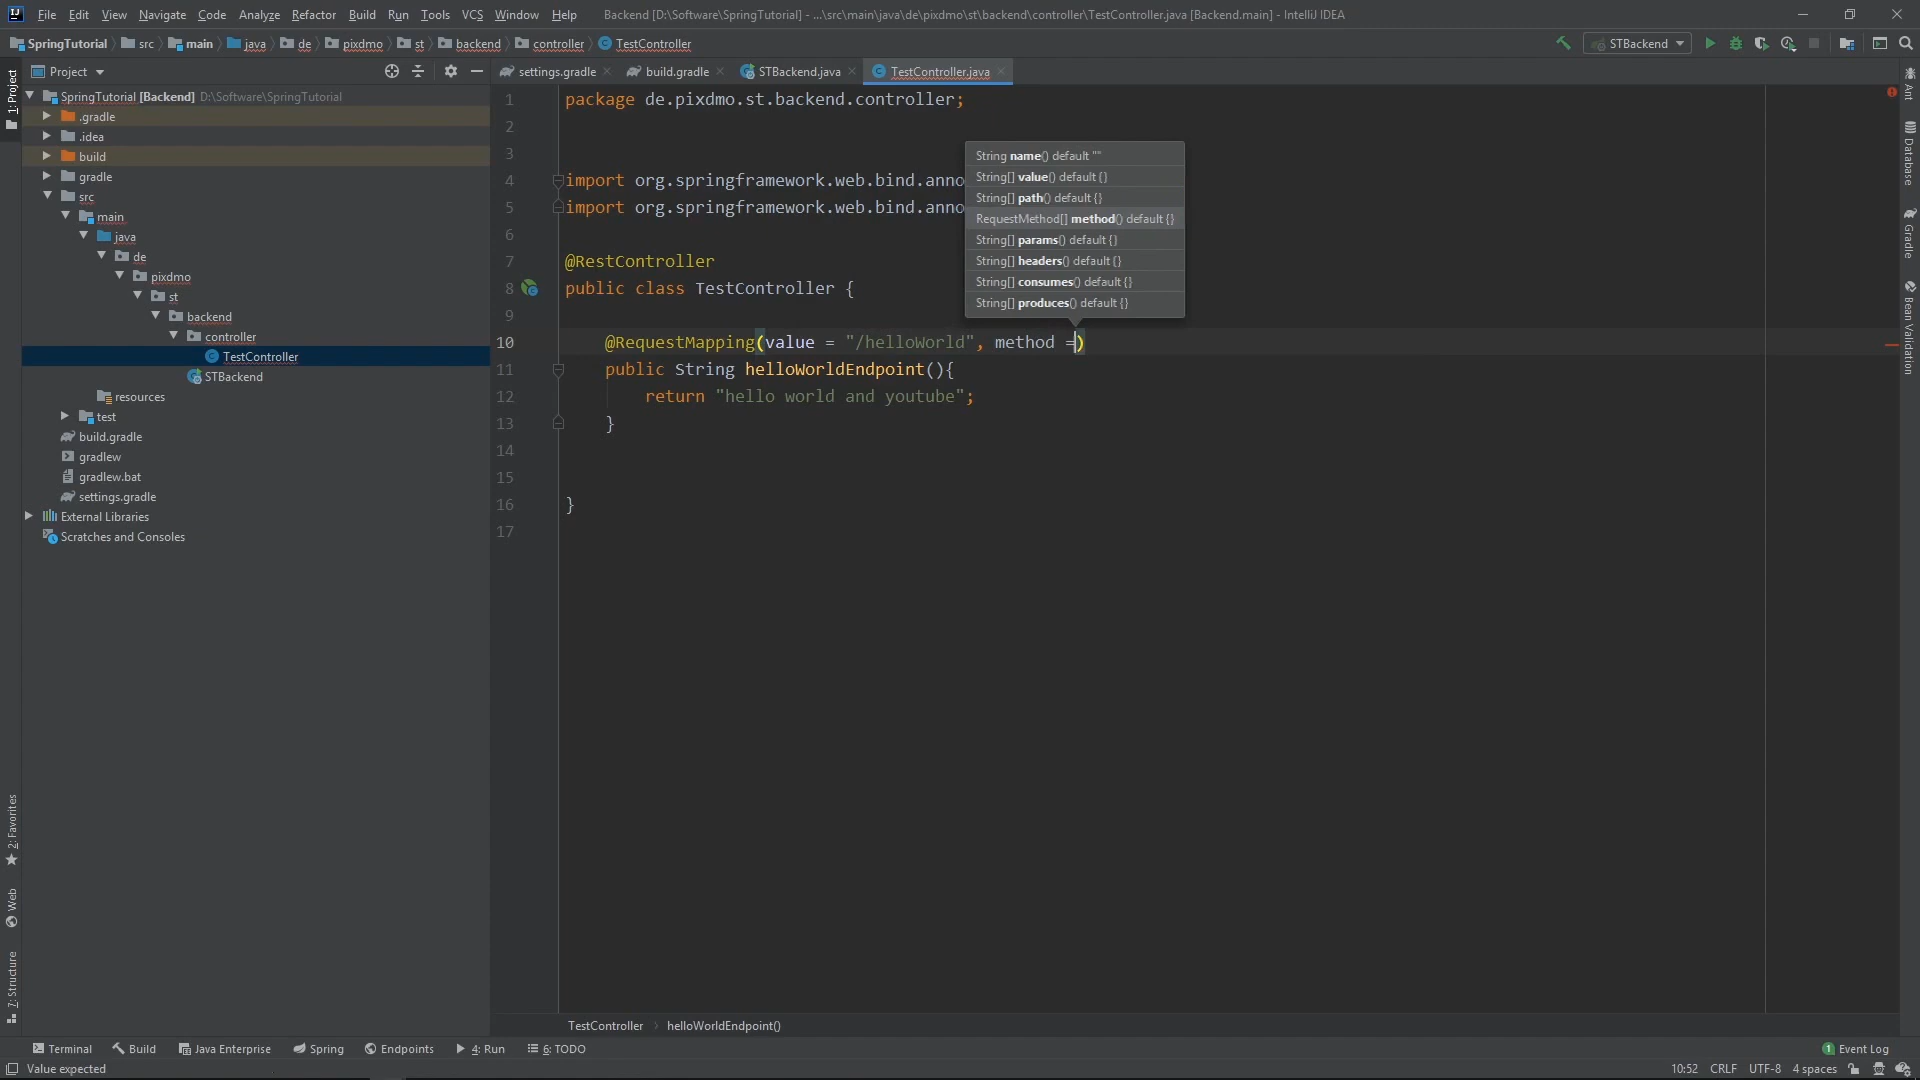 File Edit View Navigate Code Analyze Refactor Build Run Tools VCS Window Help Backend [D:\Software\SpringTutorial] - ...\src\main\java\de\pixdmo\st\backend\controller\TestController.java [Backend.main] - IntelliJ IDEA
SpringTutorial src main java de pixdmo st backend controller TestController STBackend
Project
settings.gradle build.gradle STBackend.java TestController.java
1: Project
SpringTutorial [Backend] D:\Software\SpringTutorial
.gradle
.idea
build
gradle
src
main
java
de
pixdmo
st
backend
controller
TestController
STBackend
resources
test
build.gradle
gradlew
gradlew.bat
settings.gradle
External Libraries
Scratches and Consoles
2: Favorites
Web
7: Structure
1 package de.pixdmo.st.backend.controller;
2
3
4 import org.springframework.web.bind.anno
5 import org.springframework.web.bind.anno
6
7 @RestController
8 public class TestController {
9
10 @RequestMapping(value = "/helloWorld", method =)
11 public String helloWorldEndpoint(){
12 return "hello world and youtube";
13 }
14
15
16 }
17
String name() default ""
String[] value() default {}
String[] path() default {}
RequestMethod[] method() default {}
String[] params() default {}
String[] headers() default {}
String[] consumes() default {}
String[] produces() default {}
Ant
Database
Gradle
Bean Validation
TestController helloWorldEndpoint()
Terminal Build Java Enterprise Spring Endpoints 4: Run 6: TODO 1 Event Log
Value expected 10:52 CRLF UTF-8 4 spaces